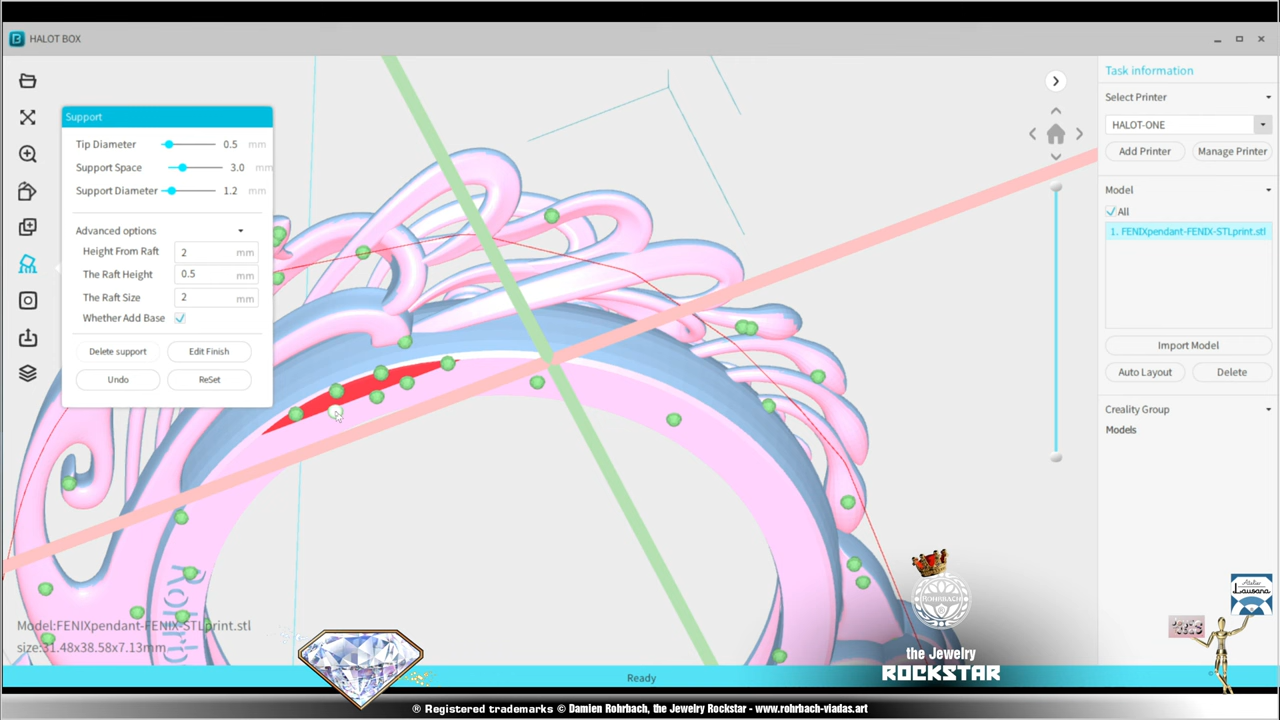 HALOT BOX
Support
Tip Diameter 0.5 mm
Support Space 3.0 mm
Support Diameter 1.2 mm
Advanced options
Height From Raft 2 mm
The Raft Height 0.5 mm
The Raft Size 2 mm
Whether Add Base
Delete support Edit Finish
Undo ReSet
Task information
Select Printer
HALOT-ONE
Add Printer Manage Printer
Model
All
1. FENIXpendant-FENIX-STLprint.stl
Import Model
Auto Layout Delete
Creality Group
Models
Model:FENIXpendant-FENIX-STLprint.stl
size:31.48x38.58x7.13mm
Ready
ROHRBACH
the Jewelry
ROCKSTAR
Atelier
Lausana
® Registered trademarks © Damien Rohrbach, the Jewelry Rockstar - www.rohrbach-viadas.art